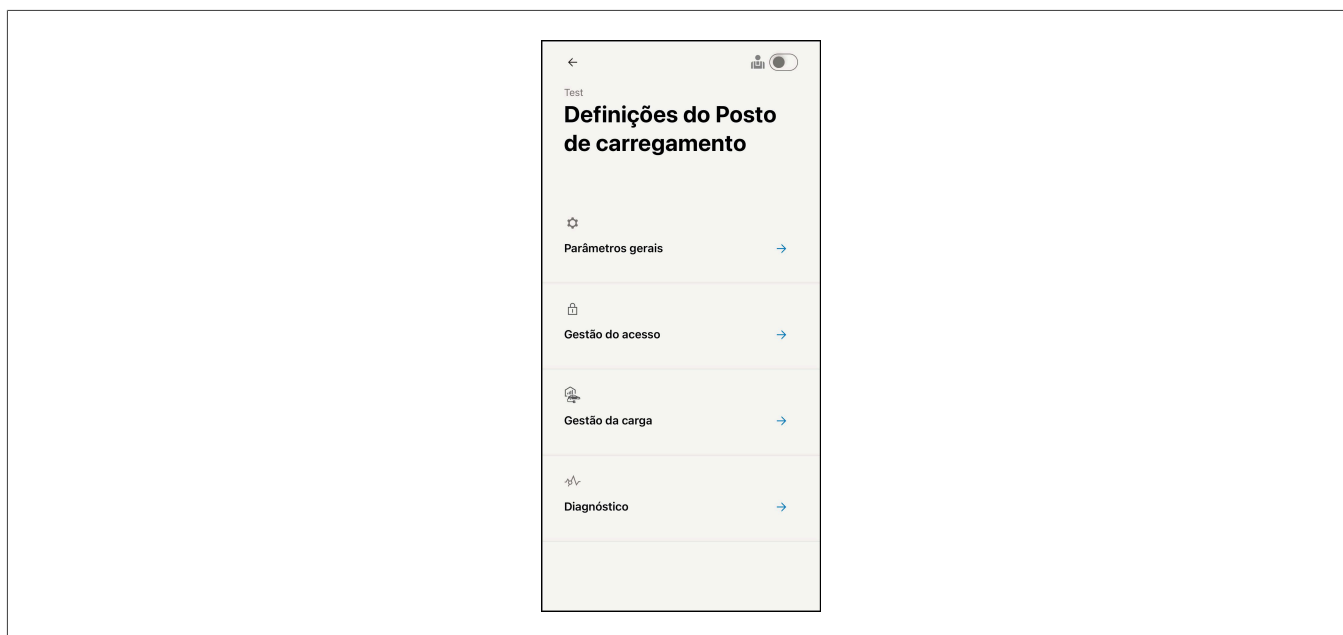 Test
Definições do Posto
de carregamento
Parâmetros gerais
Gestão do acesso
Gestão da carga
Diagnóstico